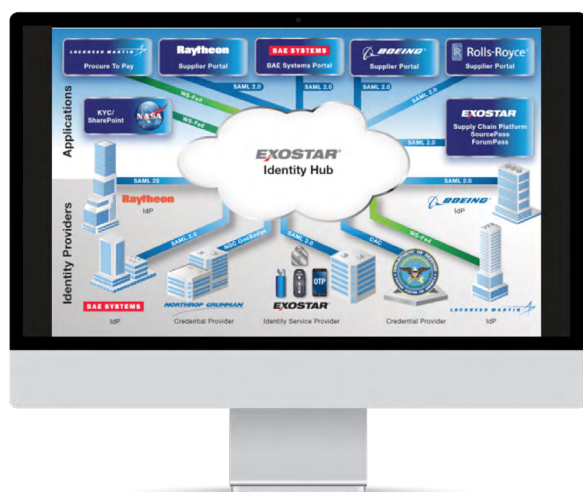 LOCKHEED MARTIN
Procure To Pay
Raytheon
Supplier Portal
BAE SYSTEMS
BAE Systems Portal
BOEING
Supplier Portal
Rolls-Royce
Supplier Portal
WS-Fed
SAML 2.0
SAML 2.0
SAML 2.0
SAML 2.0
Applications
KYC/
SharePoint
NASA
WS-Fed
EXOSTAR®
Identity Hub
SAML 2.0
EXOSTAR
Supply Chain Platform
SourcePass
ForumPass
Identity Providers
SAML 20
Raytheon
IdP
SAML 2.0
BOEING
IdP
SAML 2.0
NGC OneBadge
SAML 2.0
CAC
WS-Fed
OTP
BAE SYSTEMS
IdP
NORTHROP GRUMMAN
Credential Provider
EXOSTAR
Identity Service Provider
Credential Provider
LOCKHEED MARTIN
IdP